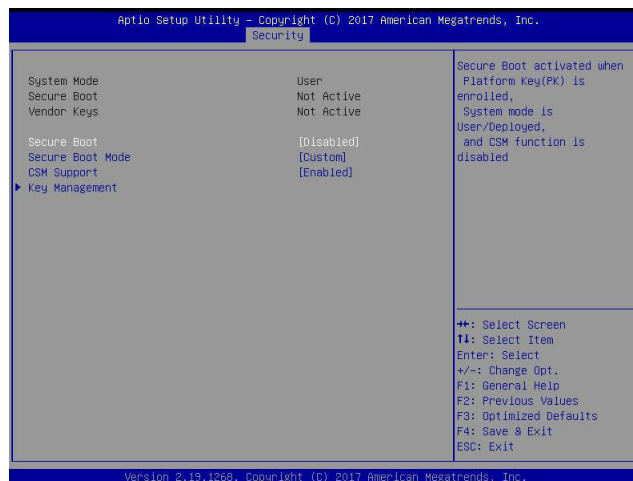 Aptio Setup Utility – Copyright (C) 2017 American Megatrends, Inc.
Security
System Mode User
Secure Boot Not Active
Vendor Keys Not Active
Secure Boot [Disabled]
Secure Boot Mode [Custom]
CSM Support [Enabled]
Key Management
Secure Boot activated when
Platform Key(PK) is
enrolled,
System mode is
User/Deployed,
and CSM function is
disabled
→←: Select Screen
↑↓: Select Item
Enter: Select
+/-: Change Opt.
F1: General Help
F2: Previous Values
F3: Optimized Defaults
F4: Save & Exit
ESC: Exit
Version 2.19.1268. Copyright (C) 2017 American Megatrends, Inc.